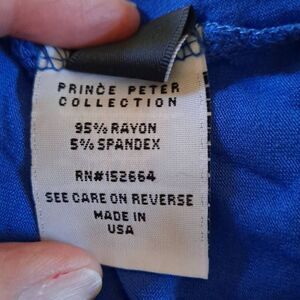 PRINCE PETER
COLLECTION
95% RAYON
5% SPANDEX
RN#152664
SEE CARE ON REVERSE
MADE IN
USA